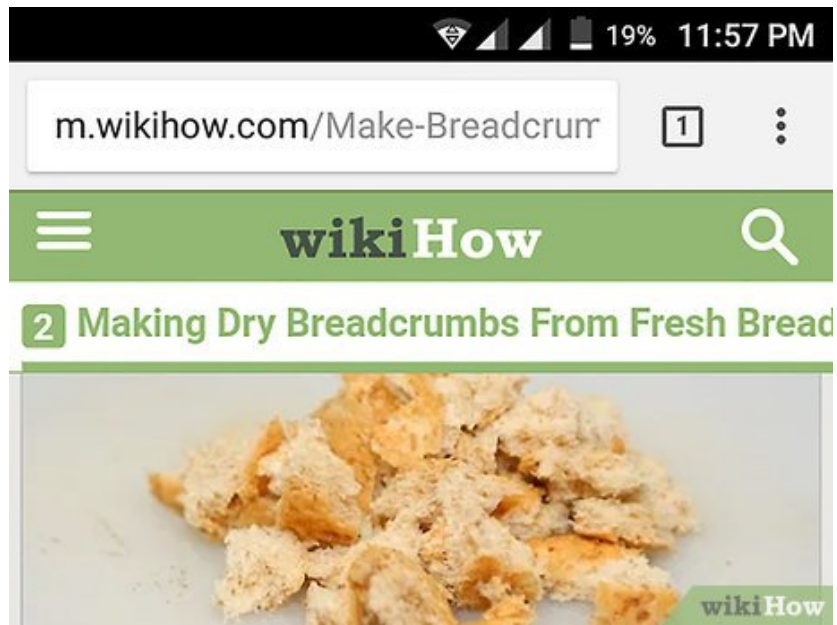 19% 11:57 PM
m.wikihow.com/Make-Breadcrum
1
wikiHow
2 Making Dry Breadcrumbs From Fresh Bread
wikiHow